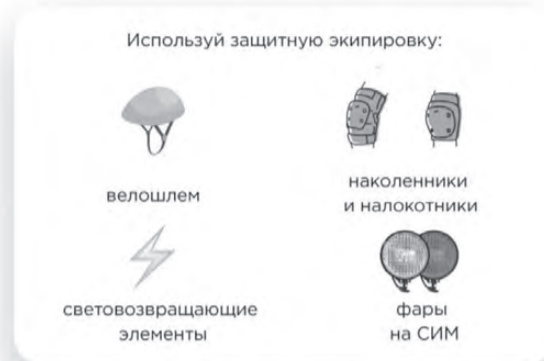 Используй защитную экипировку:
велошлем
наколенники
и налокотники
световозвращающие
элементы
фары
на СИМ